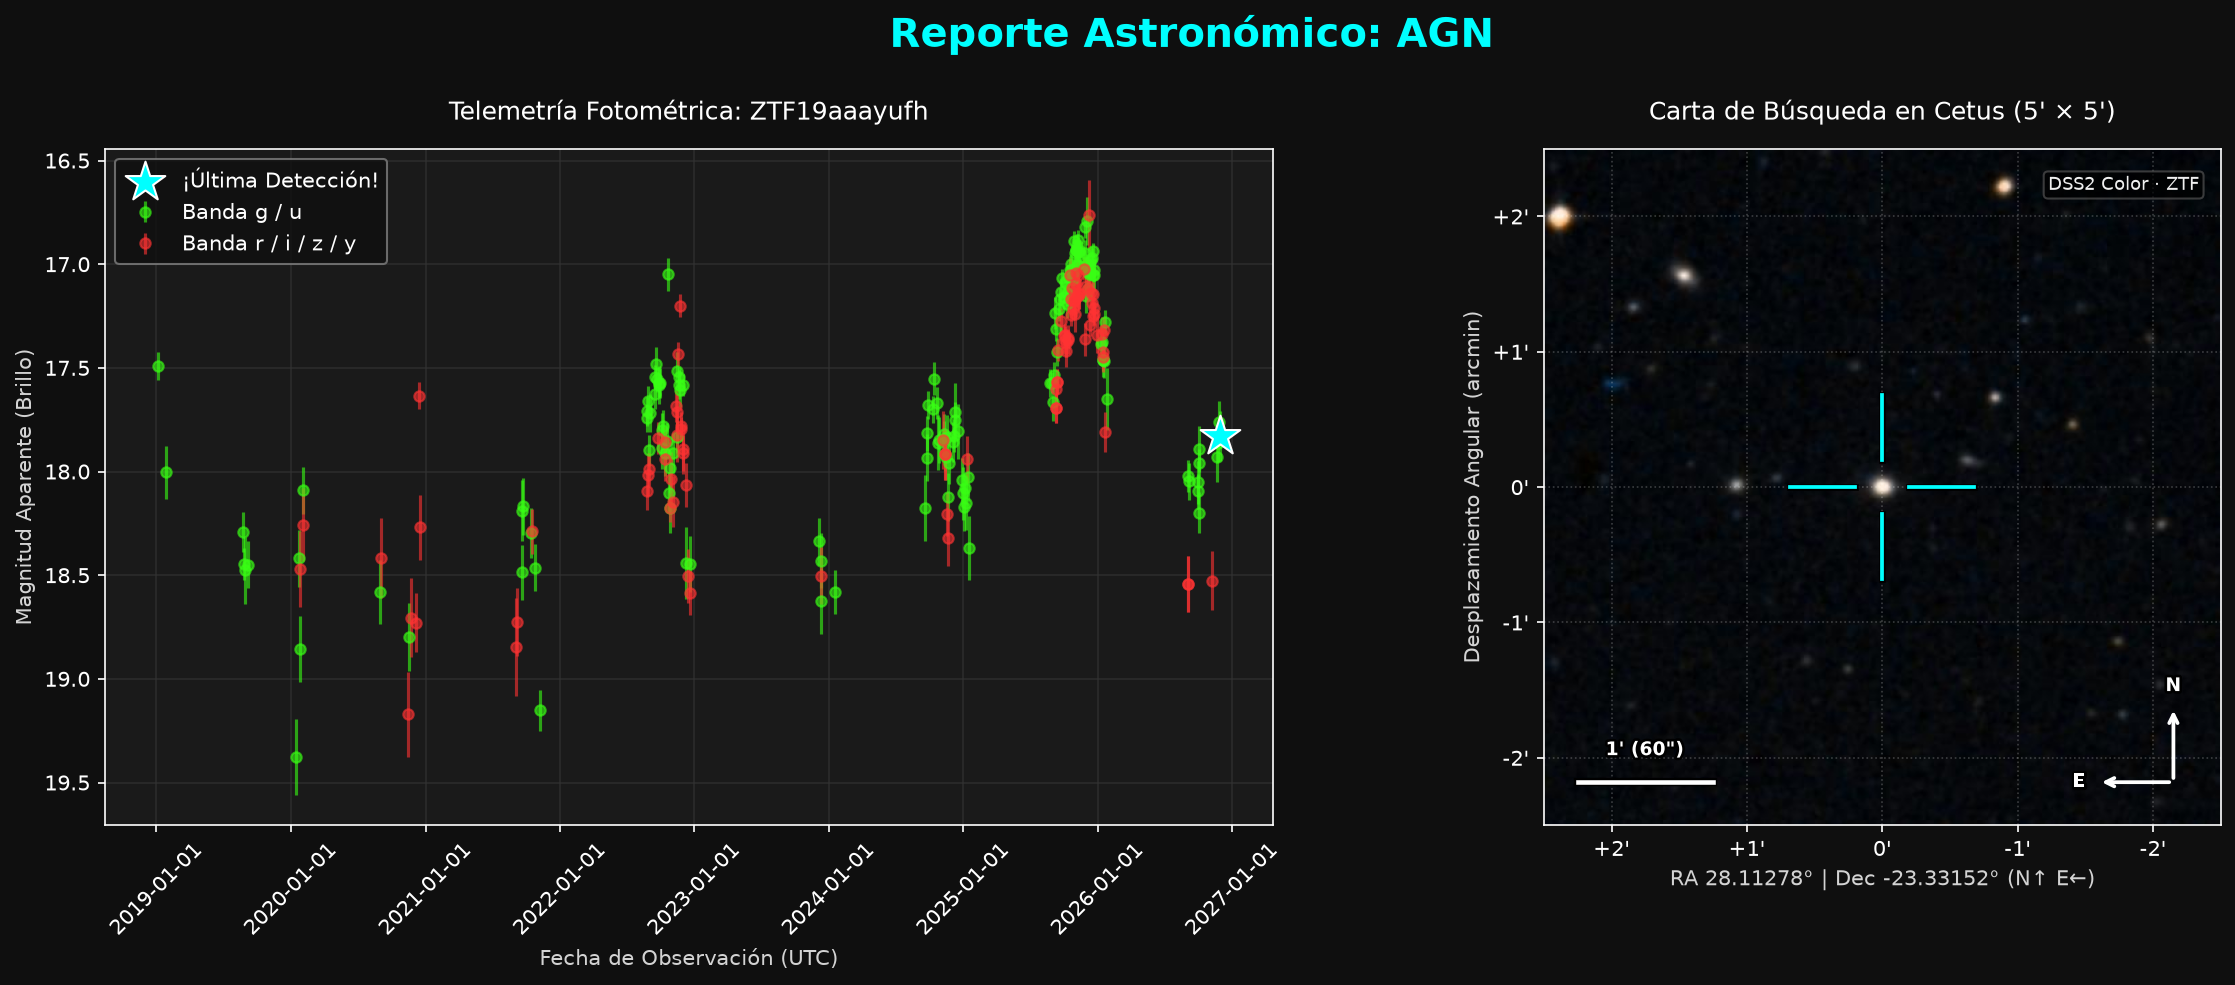 Reporte Astronómico: AGN
Telemetría Fotométrica: ZTF19aaayufh
¡Última Detección!
Banda g / u
Banda r / i / z / y
Magnitud Aparente (Brillo)
16.5
17.0
17.5
18.0
18.5
19.0
19.5
2019-01-01
2020-01-01
2021-01-01
2022-01-01
2023-01-01
2024-01-01
2025-01-01
2026-01-01
2027-01-01
Fecha de Observación (UTC)
Carta de Búsqueda en Cetus (5' × 5')
DSS2 Color · ZTF
Desplazamiento Angular (arcmin)
+2'
+1'
0'
-1'
-2'
N
E
1' (60")
+2'
+1'
0'
-1'
-2'
RA 28.11278° | Dec -23.33152° (N↑ E←)